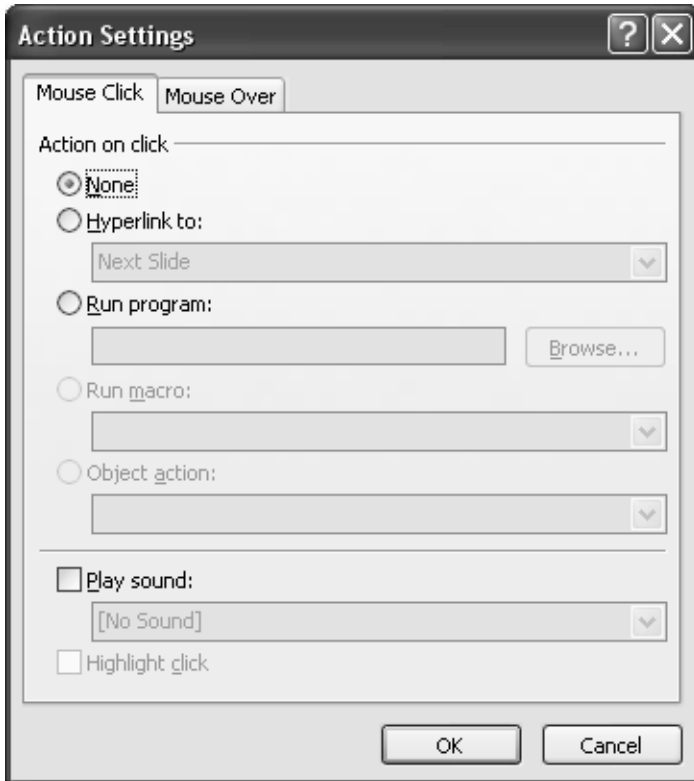 Action Settings
Mouse Click Mouse Over
Action on click
None
Hyperlink to:
Next Slide
Run program:
Browse...
Run macro:
Object action:
Play sound:
[No Sound]
Highlight click
OK Cancel